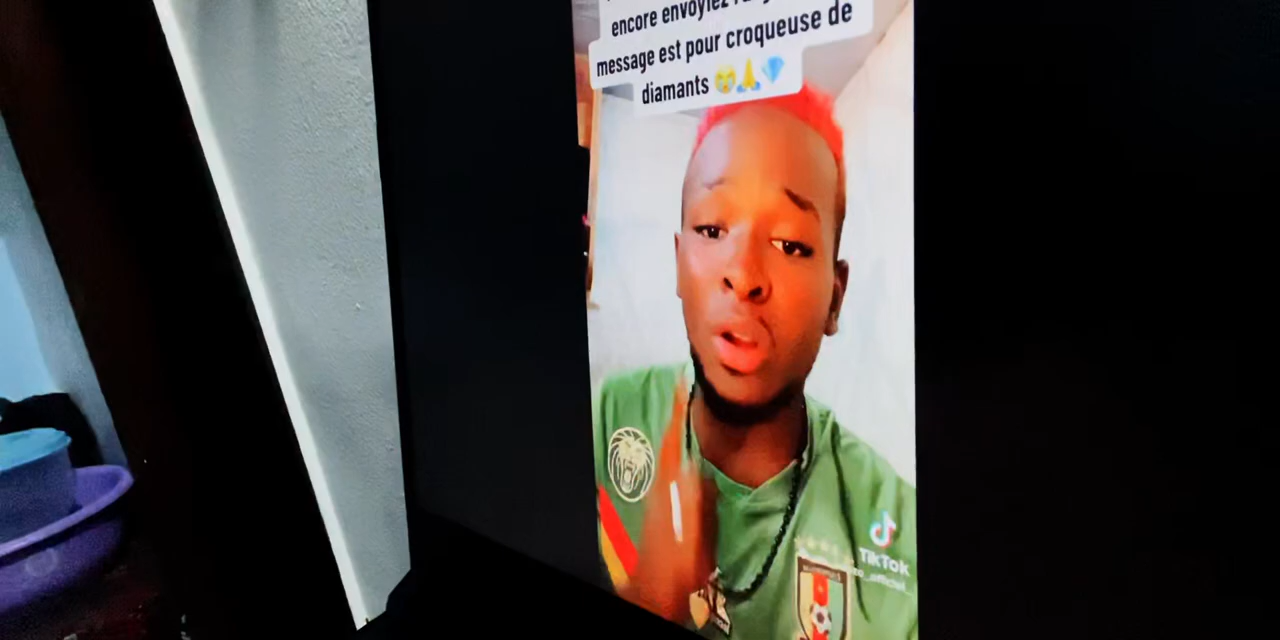 encore envoyiez
message est pour croqueuse de
diamants 😭🙏💎
TikTok